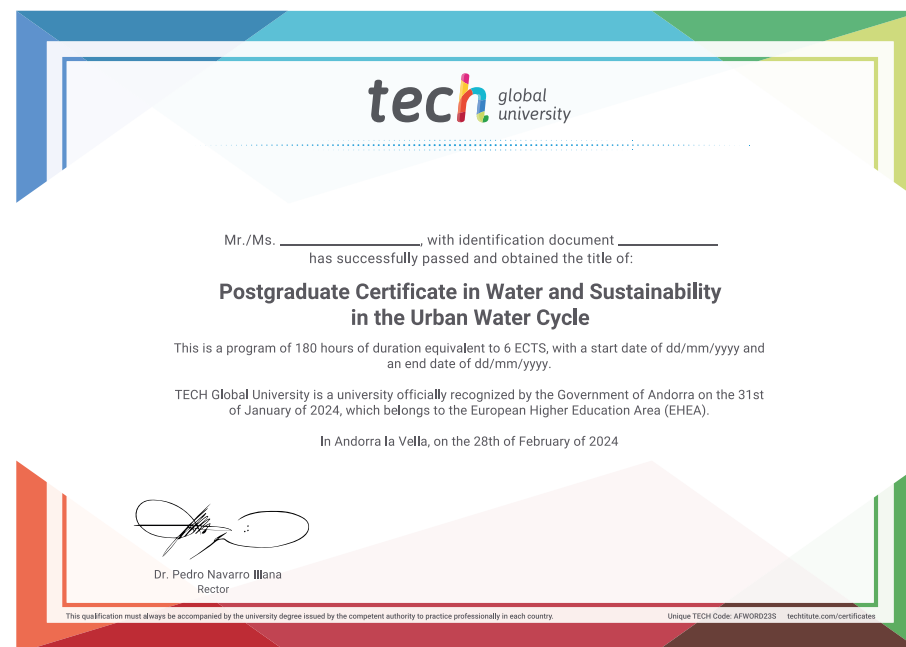 tech global
university
Mr./Ms. ____________, with identification document ____________
has successfully passed and obtained the title of:
Postgraduate Certificate in Water and Sustainability
in the Urban Water Cycle
This is a program of 180 hours of duration equivalent to 6 ECTS, with a start date of dd/mm/yyyy and
an end date of dd/mm/yyyy.
TECH Global University is a university officially recognized by the Government of Andorra on the 31st
of January of 2024, which belongs to the European Higher Education Area (EHEA).
In Andorra la Vella, on the 28th of February of 2024
Dr. Pedro Navarro Illana
Rector
This qualification must always be accompanied by the university degree issued by the competent authority to practice professionally in each country.
Unique TECH Code: AFWORD23S techtitute.com/certificates